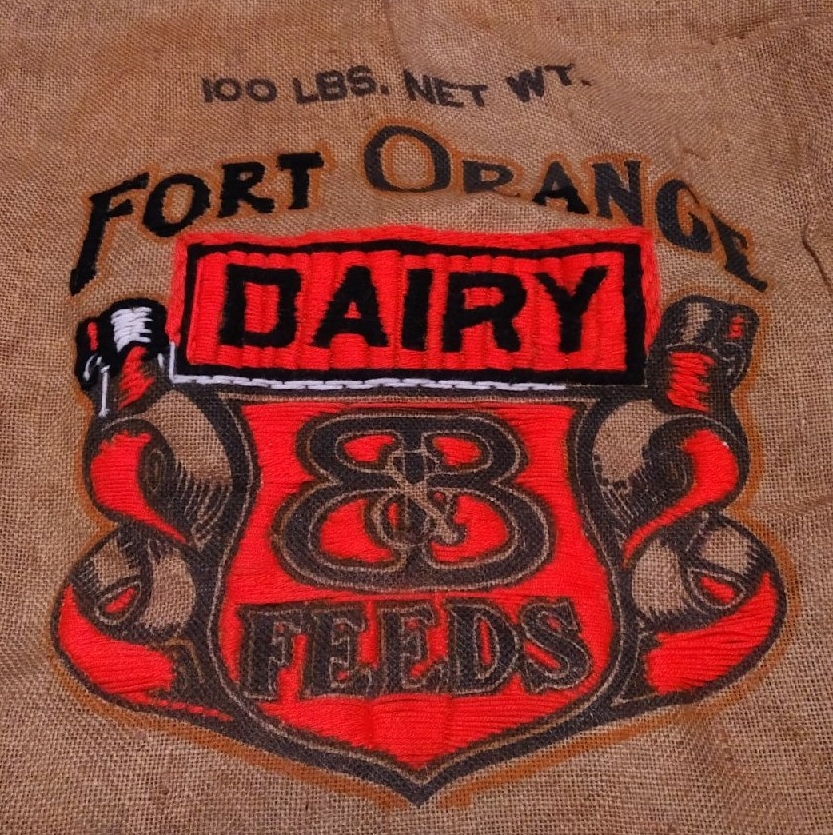 100 LBS. NET WT.
FORT ORANGE
DAIRY
B&B
FEEDS